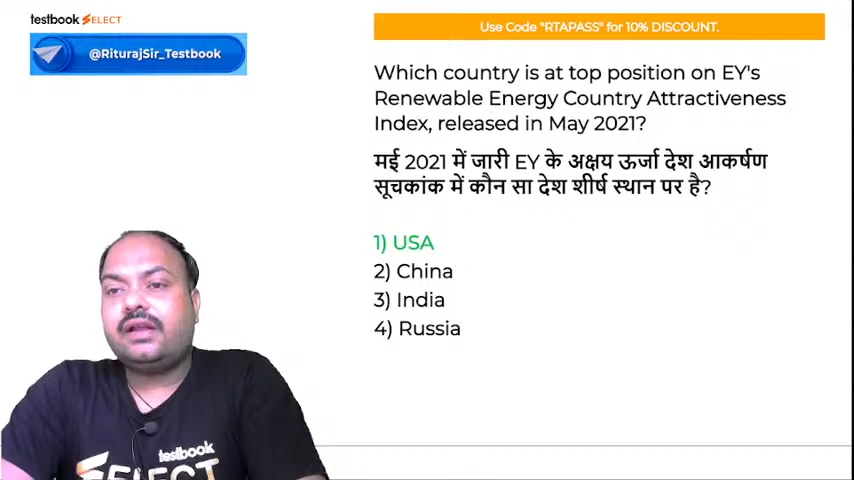 testbook SELECT
@RiturajSir_Testbook
Use Code "RTAPASS" for 10% DISCOUNT.
Which country is at top position on EY's
Renewable Energy Country Attractiveness
Index, released in May 2021?
मई 2021 में जारी EY के अक्षय ऊर्जा देश आकर्षण
सूचकांक में कौन सा देश शीर्ष स्थान पर है?
1) USA
2) China
3) India
4) Russia
testbook
SELECT